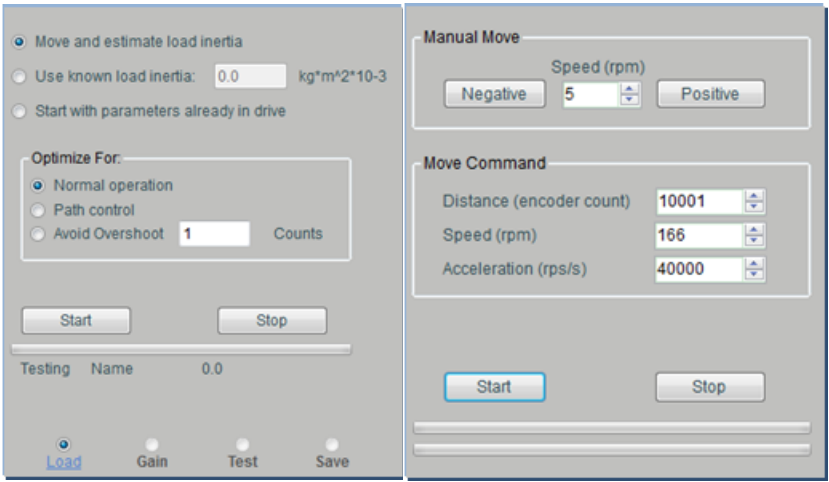 Move and estimate load inertia
Use known load inertia: 0.0 kg*m^2*10-3
Start with parameters already in drive
Optimize For:
Normal operation
Path control
Avoid Overshoot 1 Counts
Start Stop
Testing Name 0.0
Load Gain Test Save
Manual Move
Speed (rpm)
Negative 5 Positive
Move Command
Distance (encoder count) 10001
Speed (rpm) 166
Acceleration (rps/s) 40000
Start Stop